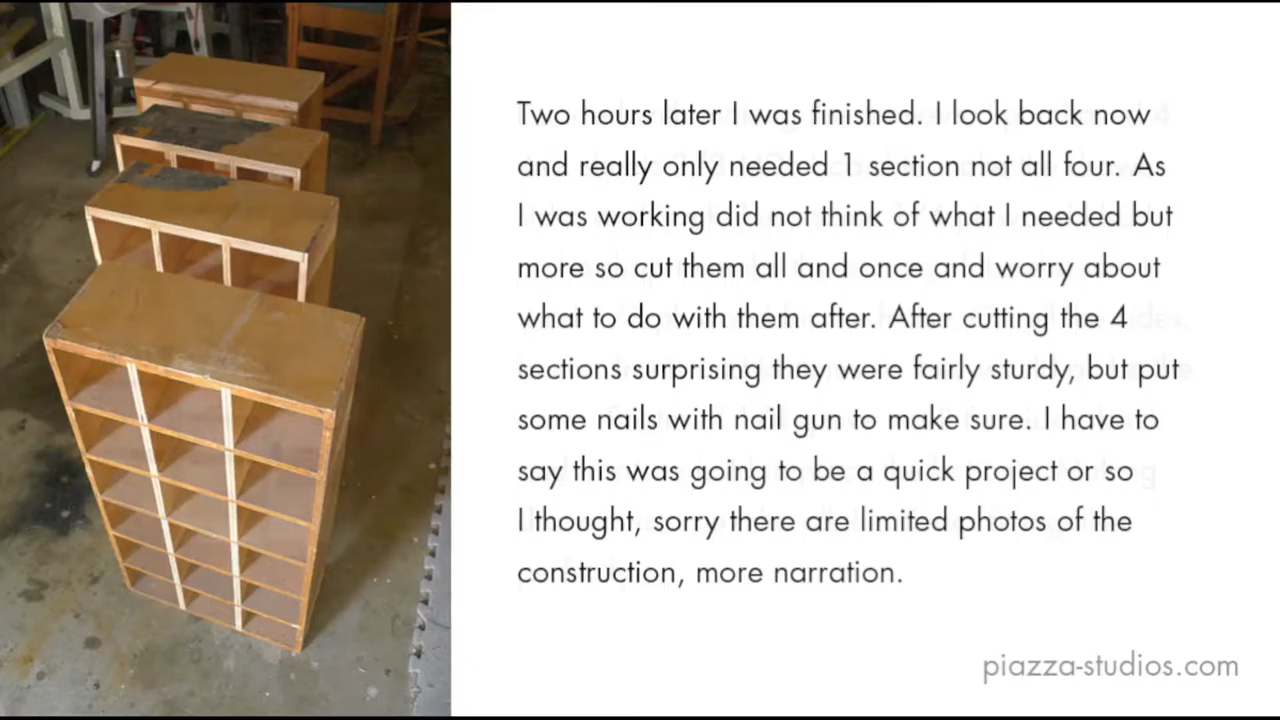 Two hours later I was finished. I look back now
and really only needed 1 section not all four. As
I was working did not think of what I needed but
more so cut them all and once and worry about
what to do with them after. After cutting the 4
sections surprising they were fairly sturdy, but put
some nails with nail gun to make sure. I have to
say this was going to be a quick project or so
I thought, sorry there are limited photos of the
construction, more narration.
piazza-studios.com